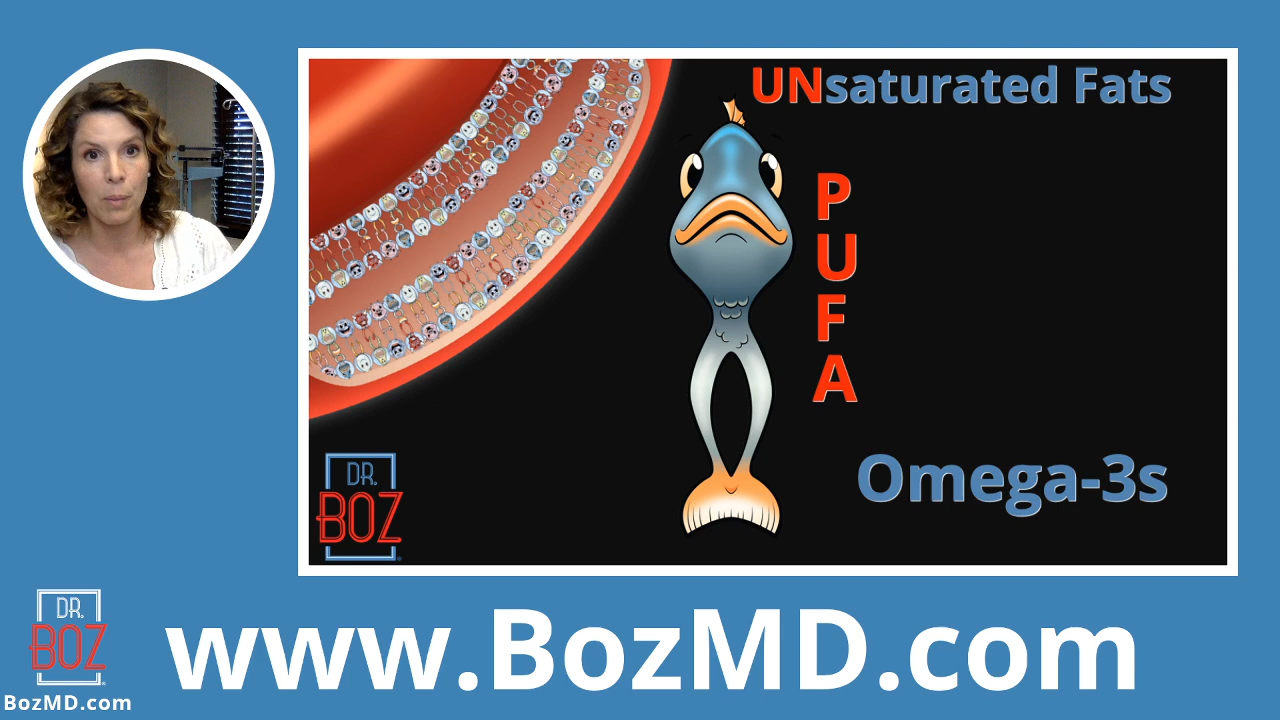 UNsaturated Fats
P
U
F
A
Omega-3s
DR.
BOZ
DR.
BOZ
BozMD.com
www.BozMD.com